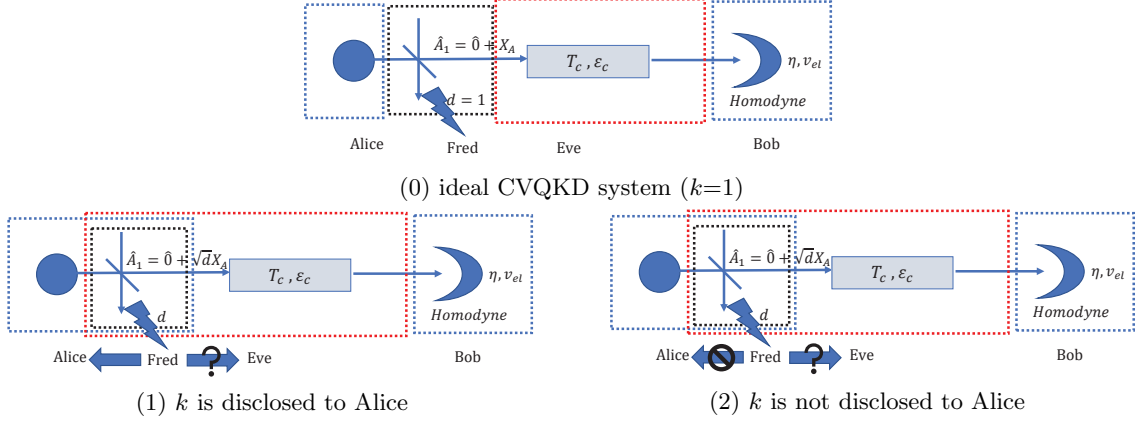 Â₁ = 0̂ + X_A
T_c , ε_c
η, v_el
d = 1
Homodyne
Alice Fred Eve Bob
(0) ideal CVQKD system (k=1)
Â₁ = 0̂ + √d X_A
T_c , ε_c
η, v_el
d
Homodyne
Alice Fred ? Eve Bob
(1) k is disclosed to Alice
Â₁ = 0̂ + √d X_A
T_c , ε_c
η, v_el
d
Homodyne
Alice Fred ? Eve Bob
(2) k is not disclosed to Alice